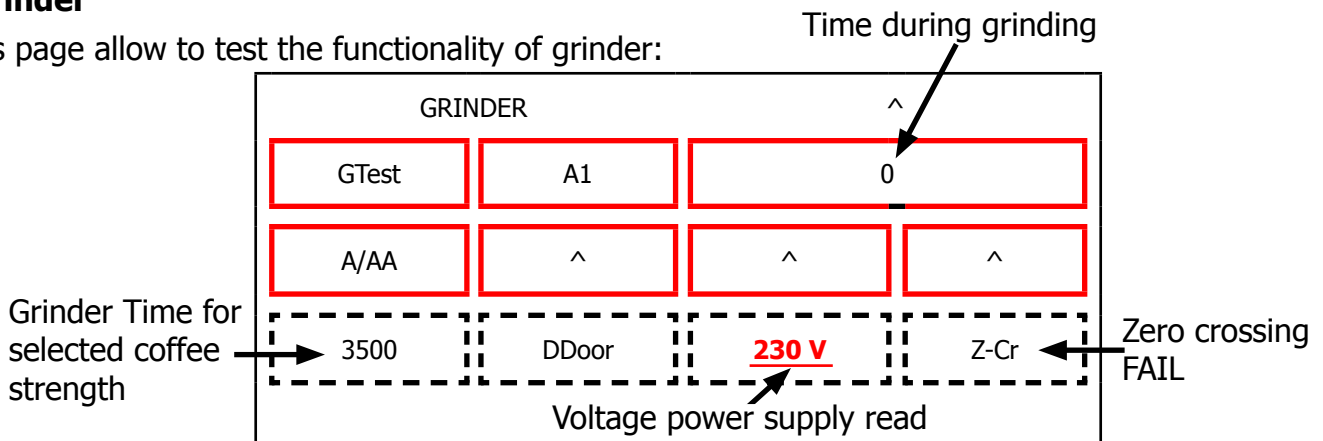 Time during grinding
page allow to test the functionality of grinder:
GRINDER ^
GTest A1 0
A/AA ^ ^ ^
Grinder Time for
selected coffee
strength
3500 DDoor 230 V Z-Cr
Zero crossing
FAIL
Voltage power supply read